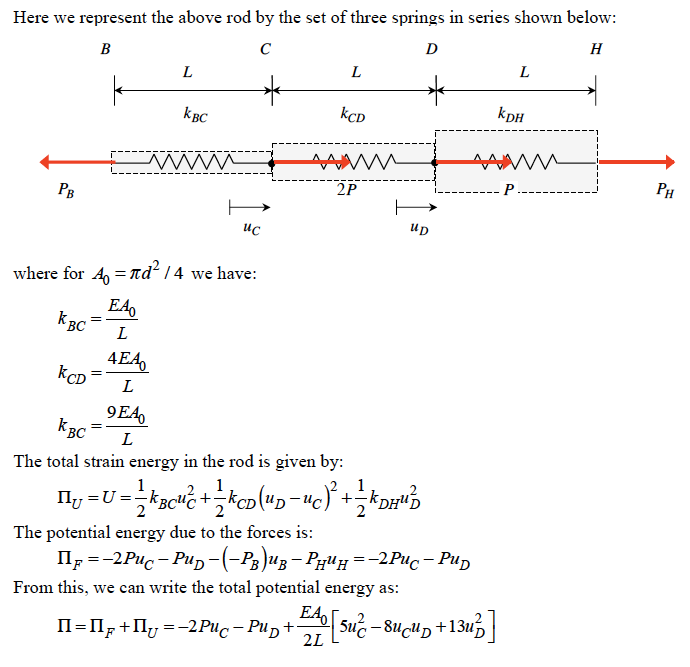 Here we represent the above rod by the set of three springs in series shown below:
B C D H
L L L
k_BC k_CD k_DH
P_B 2P P P_H
u_C u_D
where for A_0 = πd^2 / 4 we have:
k_BC = EA_0 / L
k_CD = 4EA_0 / L
k_BC = 9EA_0 / L
The total strain energy in the rod is given by:
Π_U = U = 1/2 k_BC u_C^2 + 1/2 k_CD (u_D − u_C)^2 + 1/2 k_DH u_D^2
The potential energy due to the forces is:
Π_F = −2Pu_C − Pu_D − (−P_B)u_B − P_H u_H = −2Pu_C − Pu_D
From this, we can write the total potential energy as:
Π = Π_F + Π_U = −2Pu_C − Pu_D + EA_0 / 2L [5u_C^2 − 8u_C u_D + 13u_D^2]